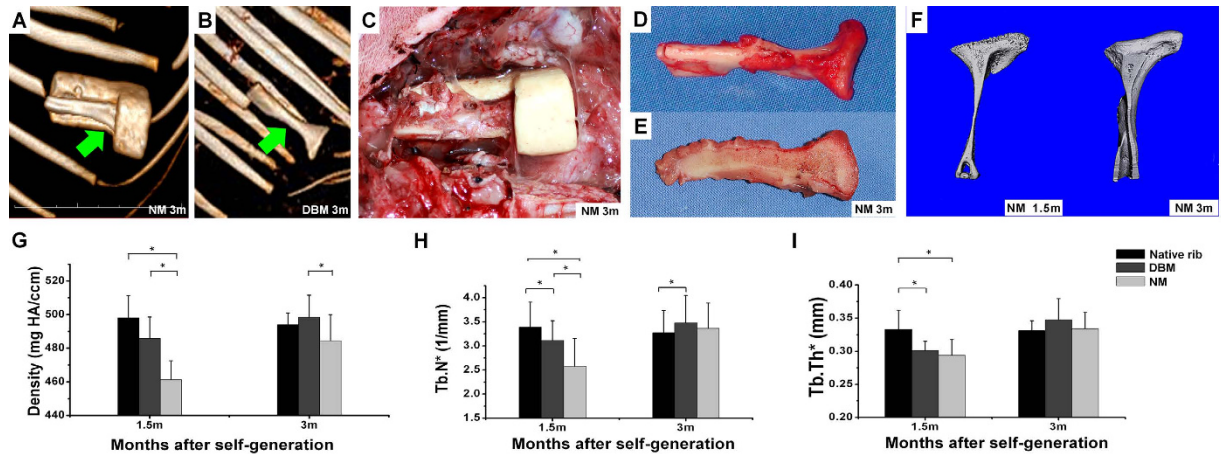 A
NM 3m
B
DBM 3m
C
NM 3m
D
E
NM 3m
F
NM 1.5m
NM 3m
G
*
*
*
Density (mg HA/ccm)
520
500
480
460
440
1.5m
3m
Months after self-generation
H
*
*
*
*
Tb.N* (1/mm)
4.0
3.5
3.0
2.5
2.0
1.5
1.5m
3m
Months after self-generation
I
*
*
Tb.Th* (mm)
0.40
0.35
0.30
0.25
0.20
1.5m
3m
Months after self-generation
Native rib
DBM
NM